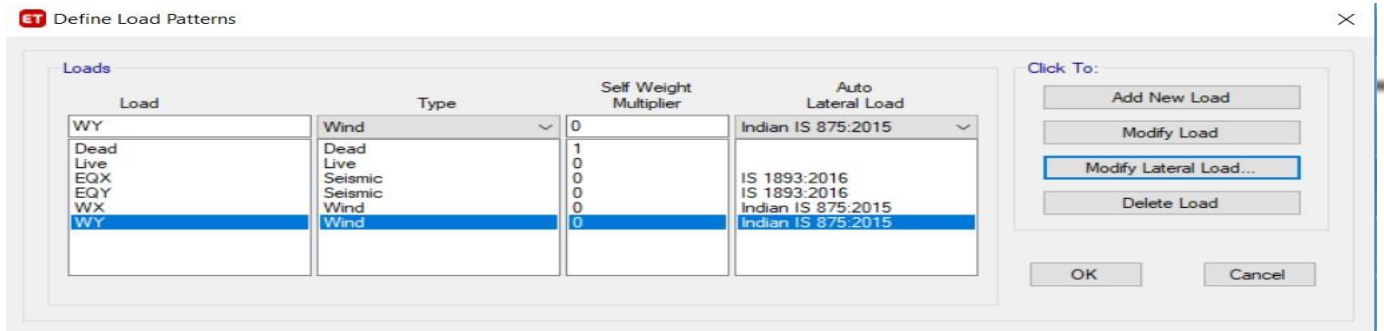 ET Define Load Patterns
Loads
Click To:
Load Type Self Weight Multiplier Auto Lateral Load
WY Wind 0 Indian IS 875:2015
Dead Dead 1
Live Live 0
EQX Seismic 0 IS 1893:2016
EQY Seismic 0 IS 1893:2016
WX Wind 0 Indian IS 875:2015
WY Wind 0 Indian IS 875:2015
Add New Load
Modify Load
Modify Lateral Load...
Delete Load
OK Cancel